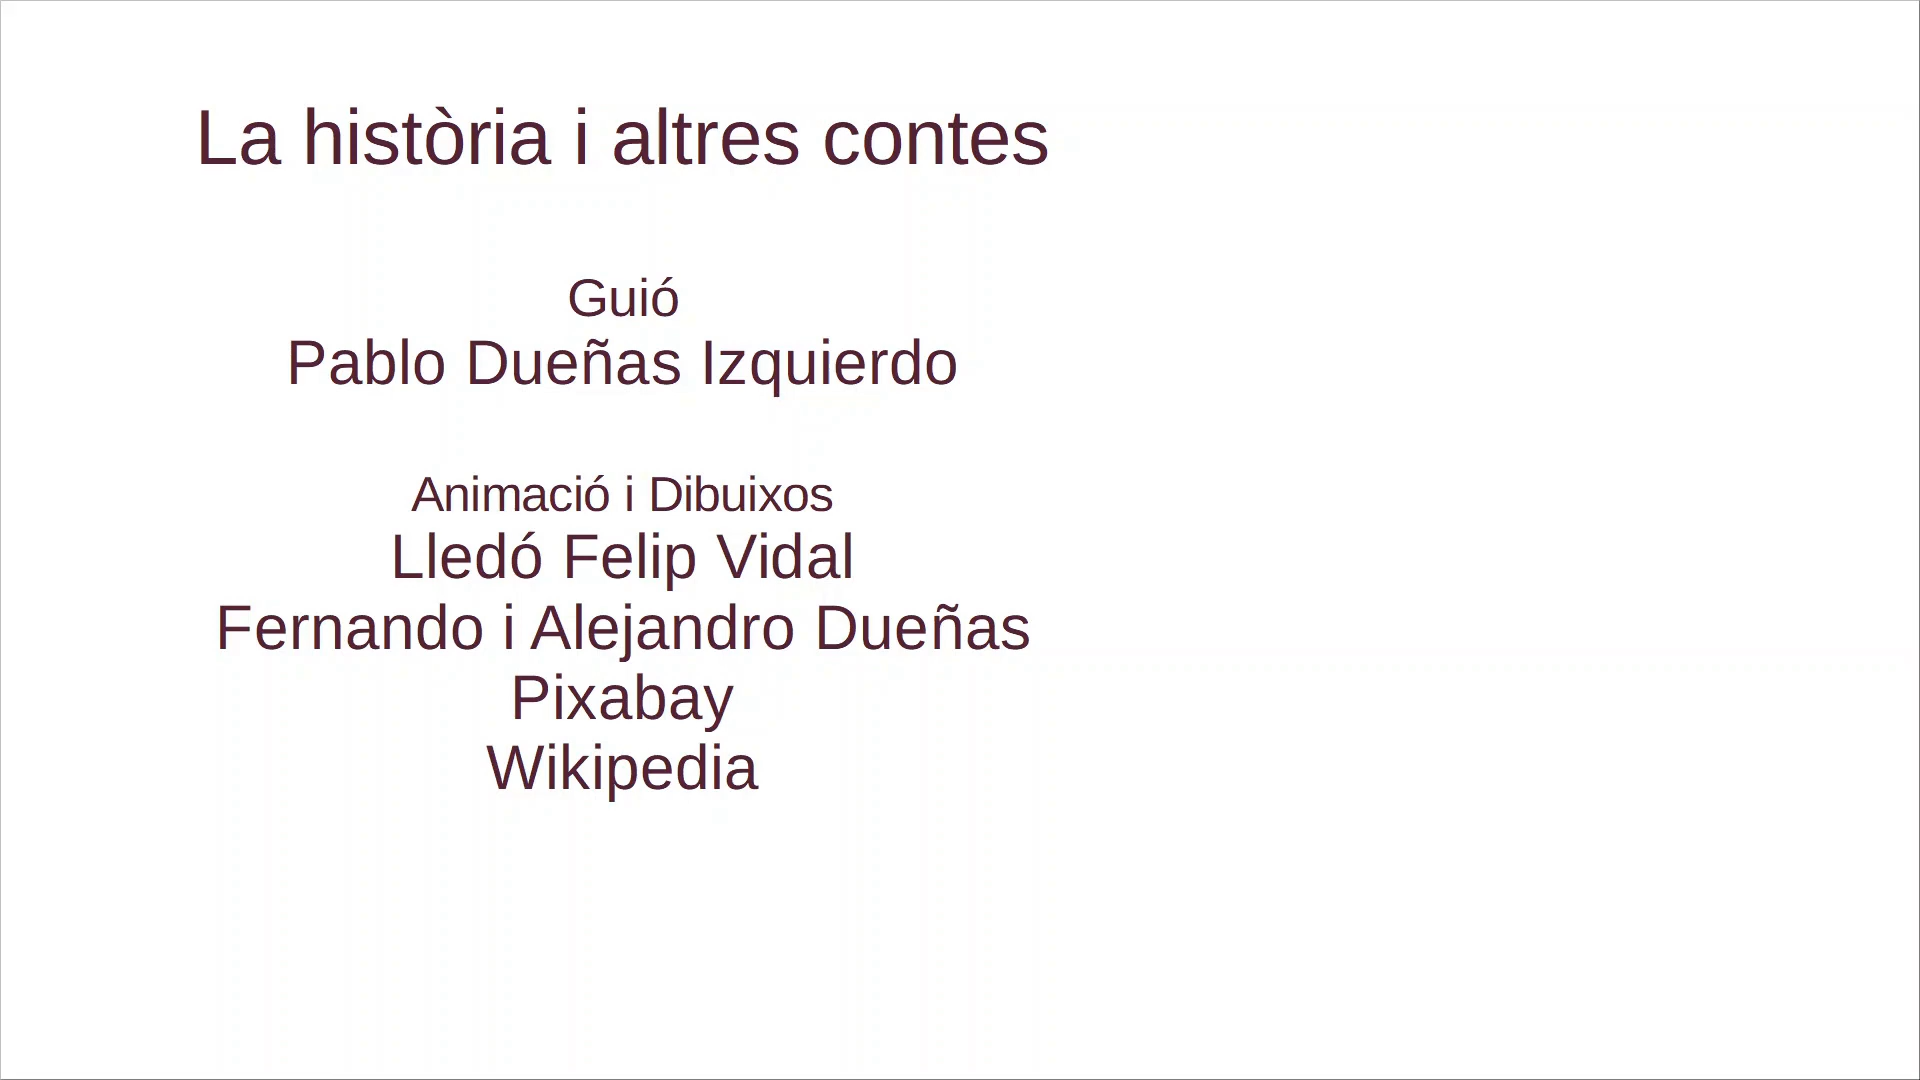 La història i altres contes
Guió
Pablo Dueñas Izquierdo
Animació i Dibuixos
Lledó Felip Vidal
Fernando i Alejandro Dueñas
Pixabay
Wikipedia